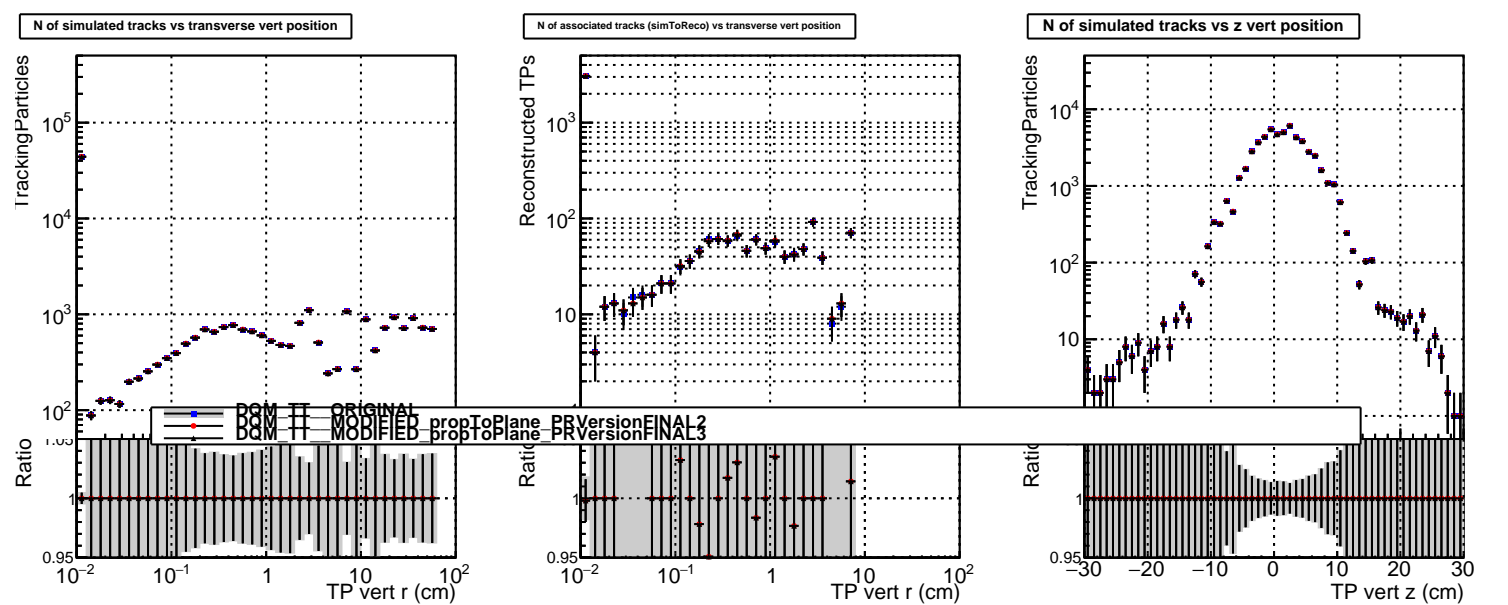 N of simulated tracks vs transverse vert position
TrackingParticles
10^5
10^4
10^3
10^2
1.05
Ratio
1
0.95
10^−2 10^−1 1 10 10^2
TP vert r (cm)
N of associated tracks (simToReco) vs transverse vert position
Reconstructed TPs
10^3
10^2
10
Ratio
1
0.95
10^−2 10^−1 1 10 10^2
TP vert r (cm)
N of simulated tracks vs z vert position
TrackingParticles
10^4
10^3
10^2
10
Ratio
1
0.95
−30 −20 −10 0 10 20 30
TP vert z (cm)
DQM_TT__ORIGINAL
DQM_TT__MODIFIED_propToPlane_PRVersionFINAL2
DQM_TT__MODIFIED_propToPlane_PRVersionFINAL3